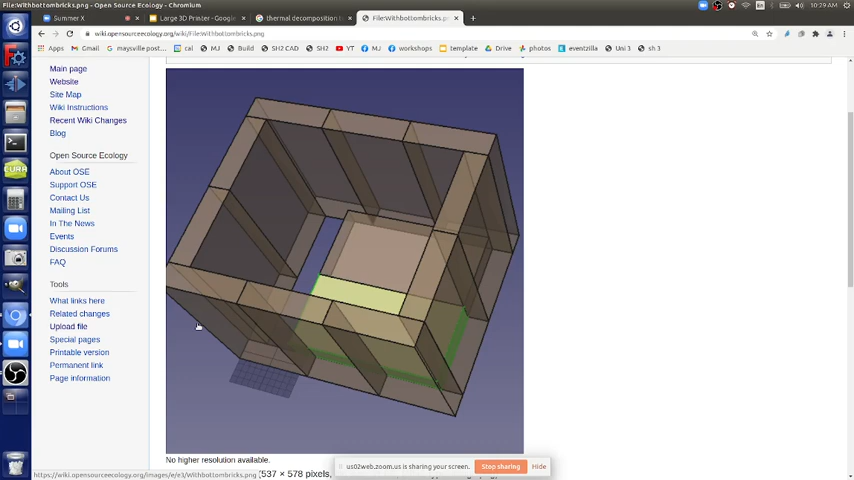 File:Withbottombricks.png - Open Source Ecology - Chromium
10:29 AM
Summer X
Large 3D Printer - Google
thermal decomposition
File:Withbottombricks.pn
wiki.opensourceecology.org/wiki/File:Withbottombricks.png
Apps
Gmail
maysville post...
cal
MJ
Build
SH2 CAD
SH2
YT
MJ
workshops
template
Drive
photos
eventzilla
Uni 3
sh 3
Main page
Website
Site Map
Wiki Instructions
Recent Wiki Changes
Blog
Open Source Ecology
About OSE
Support OSE
Contact Us
Mailing List
In The News
Events
Discussion Forums
FAQ
Tools
What links here
Related changes
Upload file
Special pages
Printable version
Permanent link
Page information
CURA
No higher resolution available.
https://wiki.opensourceecology.org/images/e/e3/Withbottombricks.png
(537 × 578 pixels,
us02web.zoom.us is sharing your screen.
Stop sharing
Hide